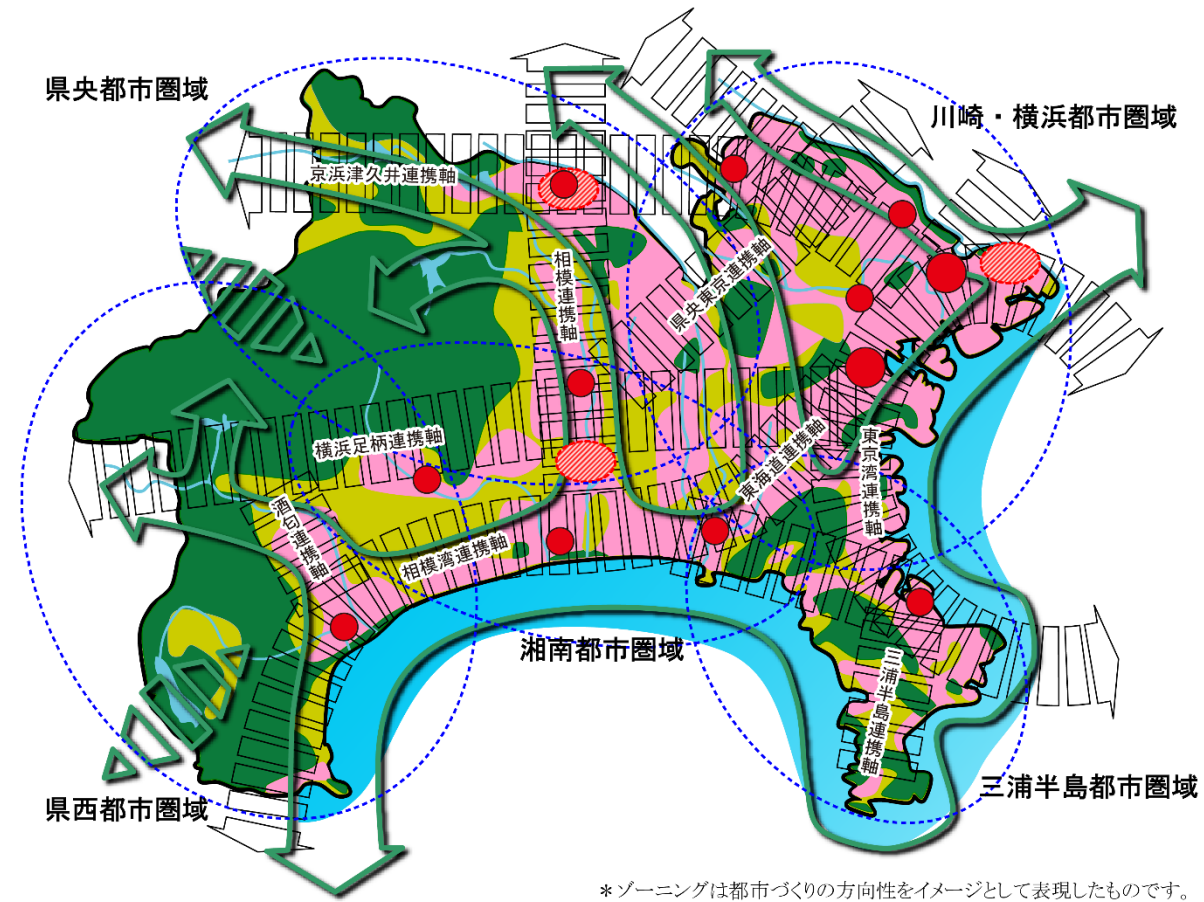 県央都市圏域
川崎・横浜都市圏域
京浜津久井連携軸
相模連携軸
県央東京連携軸
横浜足柄連携軸
東海道連携軸
東京湾連携軸
酒匂連携軸
相模湾連携軸
湘南都市圏域
三浦半島連携軸
三浦半島都市圏域
県西都市圏域
＊ゾーニングは都市づくりの方向性をイメージとして表現したものです。